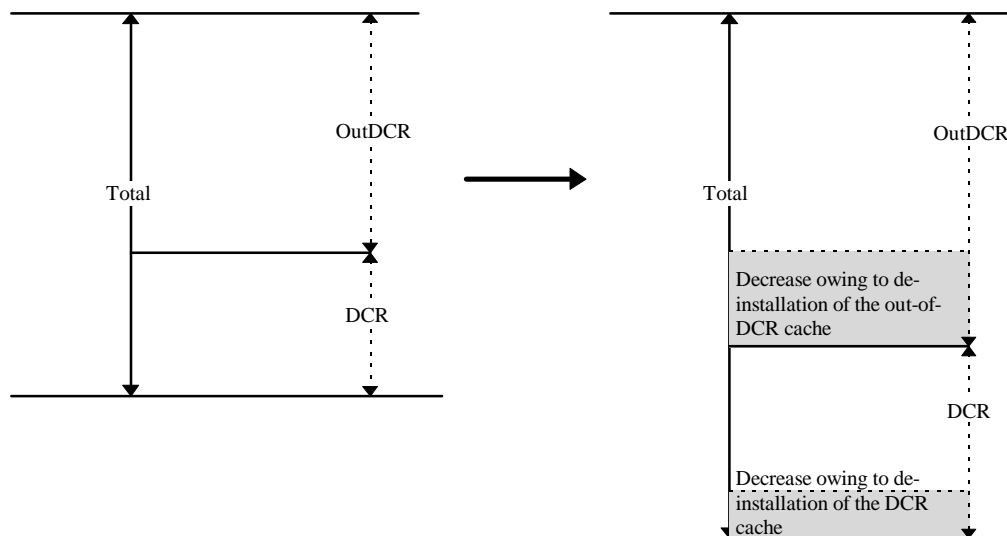 OutDCR
Total
DCR
OutDCR
Total
Decrease owing to de-
installation of the out-of-
DCR cache
DCR
Decrease owing to de-
installation of the DCR
cache